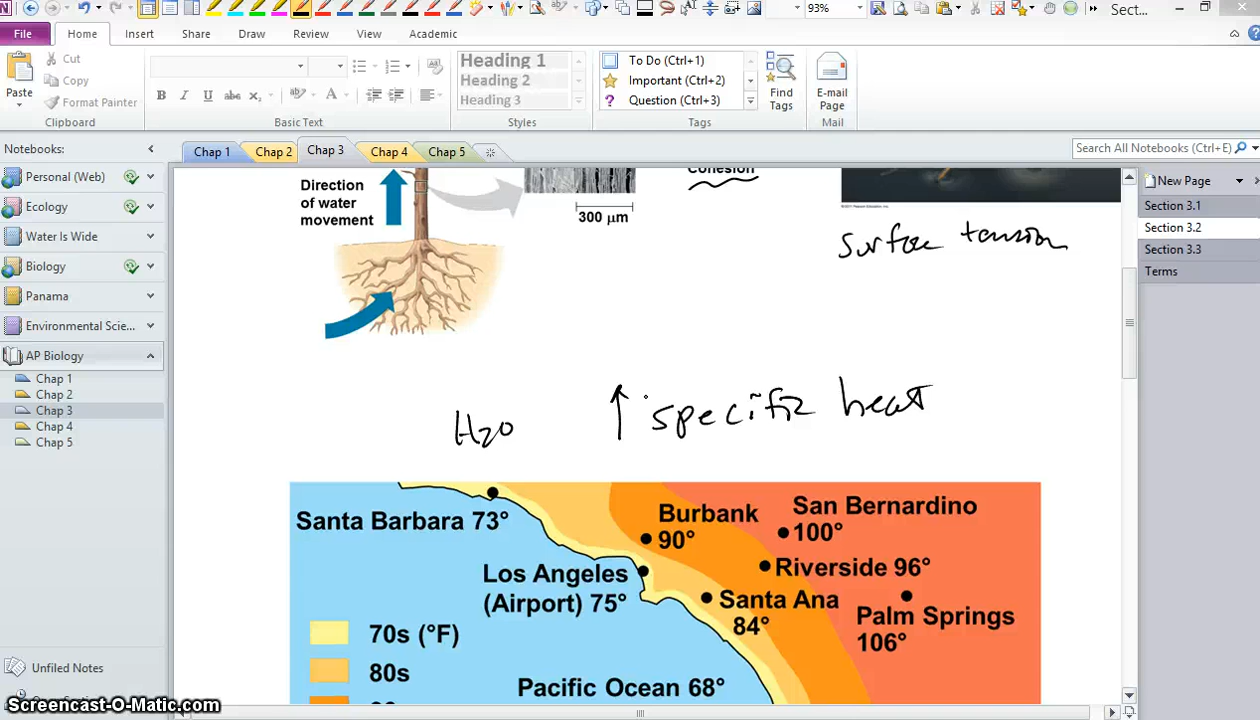 93%
Sect...
File
Home
Insert
Share
Draw
Review
View
Academic
Paste
Cut
Copy
Format Painter
Clipboard
B I U abc x₂
A
Basic Text
Heading 1
Heading 2
Heading 3
Styles
To Do (Ctrl+1)
Important (Ctrl+2)
Question (Ctrl+3)
Tags
Find
Tags
E-mail
Page
Mail
Notebooks:
Chap 1
Chap 2
Chap 3
Chap 4
Chap 5
Search All Notebooks (Ctrl+E)
Personal (Web)
Ecology
Water Is Wide
Biology
Panama
Environmental Scie...
AP Biology
Chap 1
Chap 2
Chap 3
Chap 4
Chap 5
Unfiled Notes
New Page
Section 3.1
Section 3.2
Section 3.3
Terms
Direction
of water
movement
300 µm
Cohesion
Surface tension
H2O
↑ specific heat
Santa Barbara 73°
Burbank
90°
San Bernardino
100°
Riverside 96°
Los Angeles
(Airport) 75°
Santa Ana
84°
Palm Springs
106°
70s (°F)
80s
Pacific Ocean 68°
Screencast-O-Matic.com